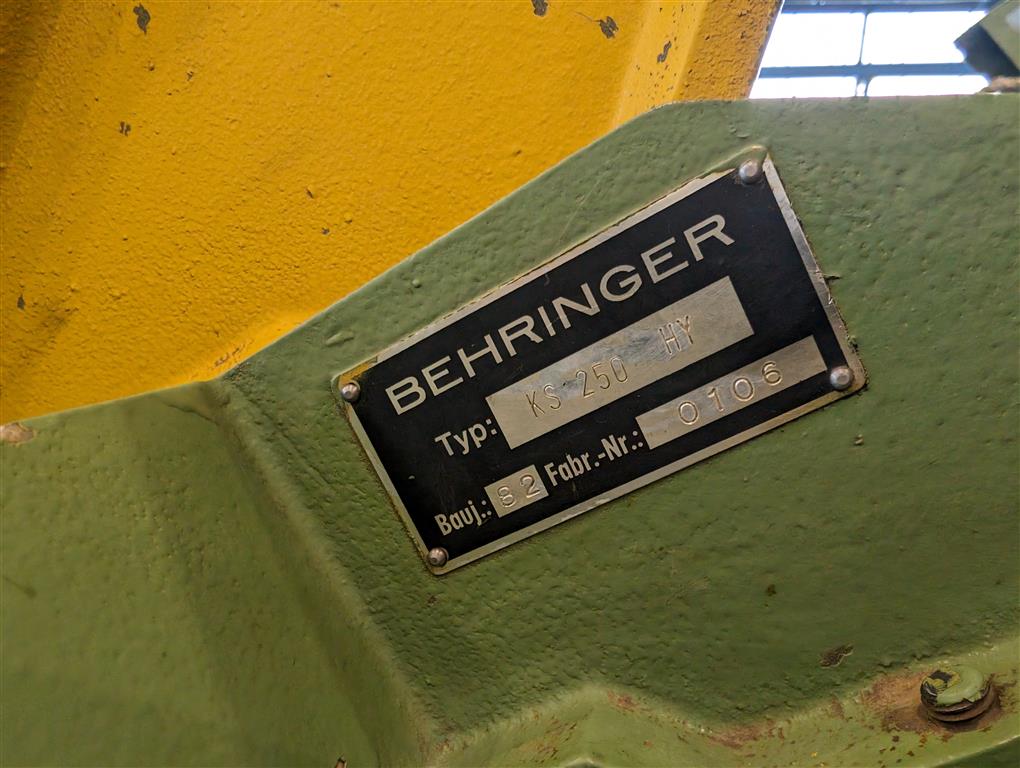 BEHRINGER
Typ: KS 250 HY
Bauj.: 82 Fabr.-Nr.: 0106